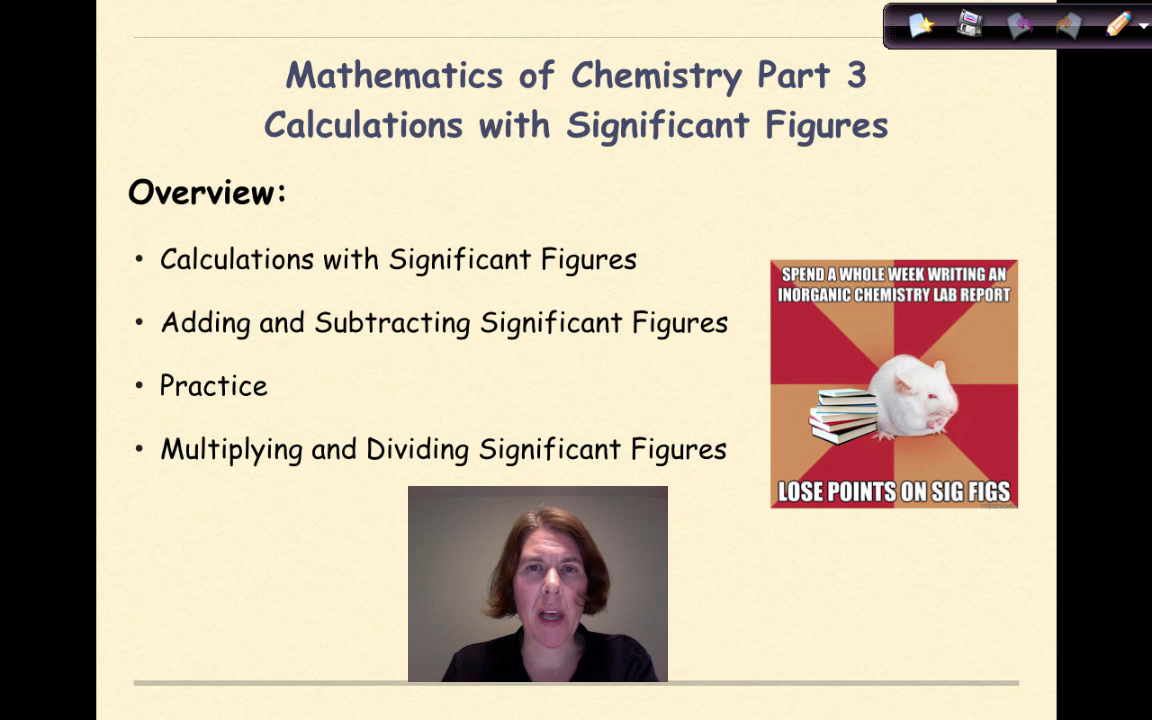 Mathematics of Chemistry Part 3
Calculations with Significant Figures
Overview:
• Calculations with Significant Figures
• Adding and Subtracting Significant Figures
• Practice
• Multiplying and Dividing Significant Figures
SPEND A WHOLE WEEK WRITING AN
INORGANIC CHEMISTRY LAB REPORT
LOSE POINTS ON SIG FIGS